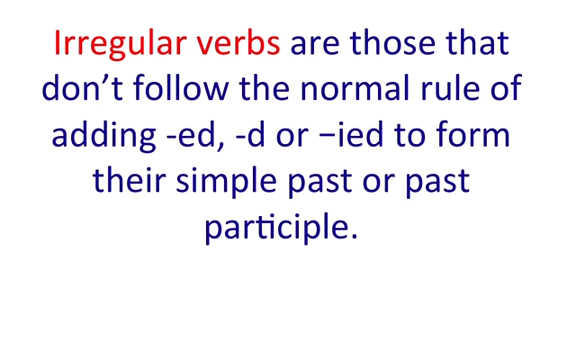 Irregular verbs are those that
don’t follow the normal rule of
adding -ed, -d or −ied to form
their simple past or past
participle.